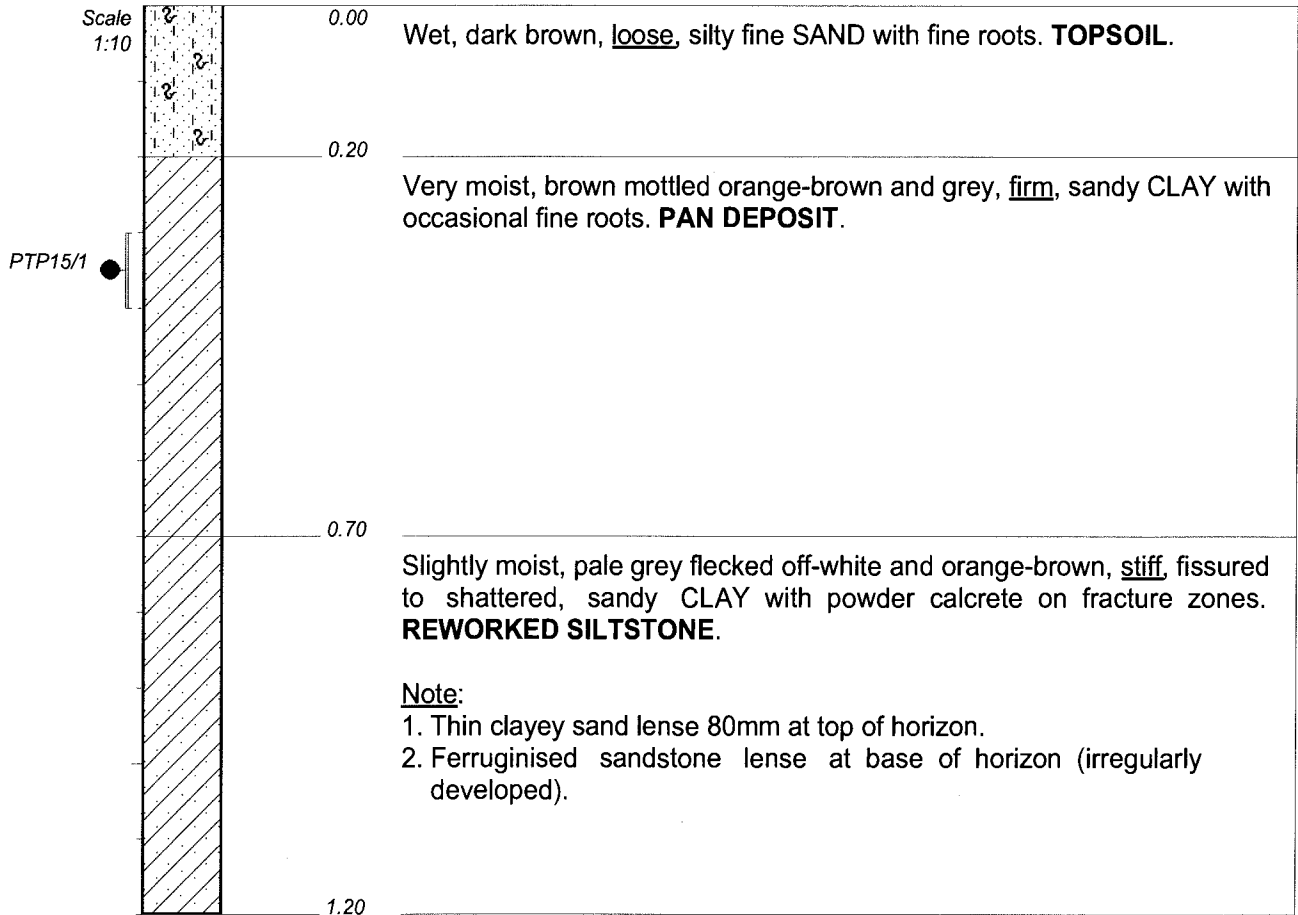 Scale
1:10
0.00
Wet, dark brown, loose, silty fine SAND with fine roots. TOPSOIL.
0.20
Very moist, brown mottled orange-brown and grey, firm, sandy CLAY with
occasional fine roots. PAN DEPOSIT.
PTP15/1
0.70
Slightly moist, pale grey flecked off-white and orange-brown, stiff, fissured
to shattered, sandy CLAY with powder calcrete on fracture zones.
REWORKED SILTSTONE.
Note:
1. Thin clayey sand lense 80mm at top of horizon.
2. Ferruginised sandstone lense at base of horizon (irregularly
developed).
1.20